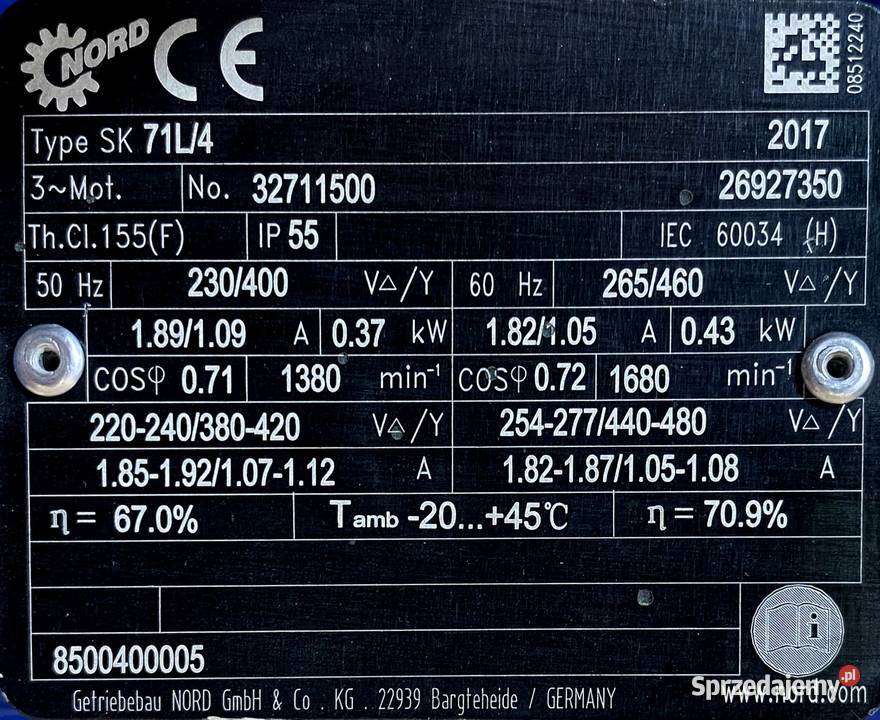 NORD CE
08512240
Type SK 71L/4 2017
3~Mot. No. 32711500 26927350
Th.Cl.155(F) IP 55 IEC 60034 (H)
50 Hz 230/400 V△/Y 60 Hz 265/460 V△/Y
1.89/1.09 A 0.37 kW 1.82/1.05 A 0.43 kW
cosφ 0.71 1380 min⁻¹ cosφ 0.72 1680 min⁻¹
220-240/380-420 V△/Y 254-277/440-480 V△/Y
1.85-1.92/1.07-1.12 A 1.82-1.87/1.05-1.08 A
η = 67.0% Tamb -20...+45°C η = 70.9%
i
8500400005
Getriebebau NORD GmbH & Co . KG . 22939 Bargteheide / GERMANY www.nord.com
Sprzedajemy.pl